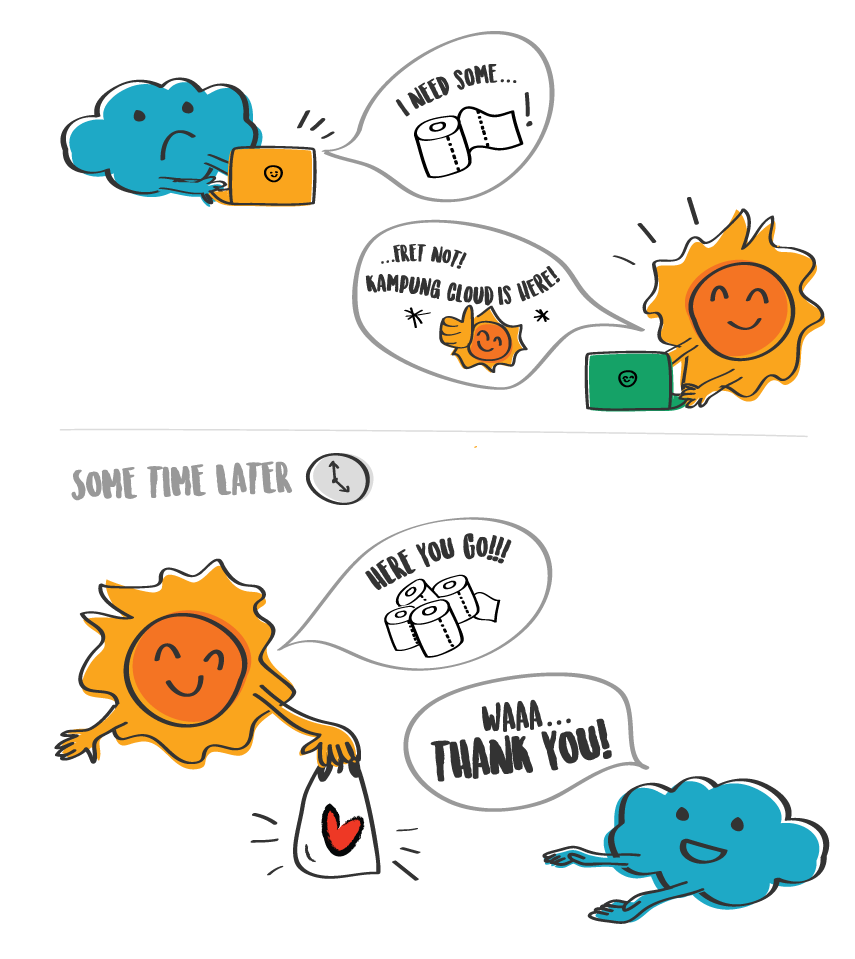 I NEED SOME...
!
...FRET NOT!
KAMPUNG CLOUD IS HERE!
SOME TIME LATER
HERE YOU GO!!!
WAAA...
THANK YOU!